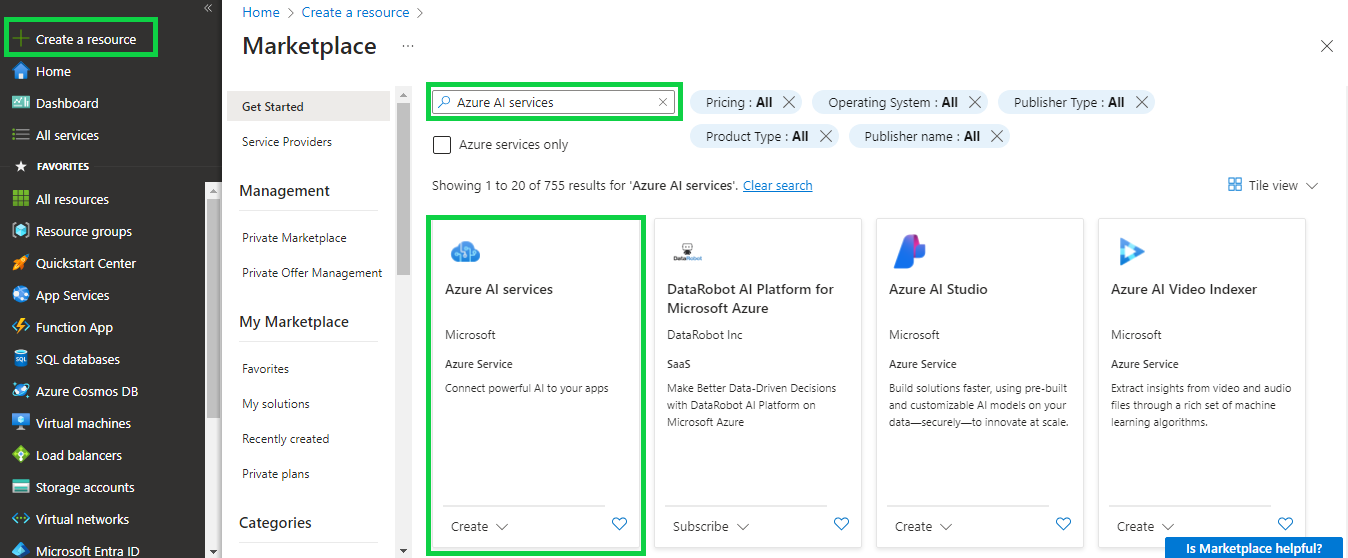 Create a resource
Home
Dashboard
All services
FAVORITES
All resources
Resource groups
Quickstart Center
App Services
Function App
SQL databases
Azure Cosmos DB
Virtual machines
Load balancers
Storage accounts
Virtual networks
Microsoft Entra ID
Home > Create a resource >
Marketplace ...
Get Started
Service Providers
Management
Private Marketplace
Private Offer Management
My Marketplace
Favorites
My solutions
Recently created
Private plans
Categories
Azure AI services
Pricing : All
Operating System : All
Publisher Type : All
Azure services only
Product Type : All
Publisher name : All
Showing 1 to 20 of 755 results for 'Azure AI services'. Clear search
Tile view
Azure AI services
Microsoft
Azure Service
Connect powerful AI to your apps
Create
DataRobot
DataRobot AI Platform for
Microsoft Azure
DataRobot Inc
SaaS
Make Better Data-Driven Decisions
with DataRobot AI Platform on
Microsoft Azure
Subscribe
Azure AI Studio
Microsoft
Azure Service
Build solutions faster, using pre-built
and customizable AI models on your
data—securely—to innovate at scale.
Create
Azure AI Video Indexer
Microsoft
Azure Service
Extract insights from video and audio
files through a rich set of machine
learning algorithms.
Create
Is Marketplace helpful?